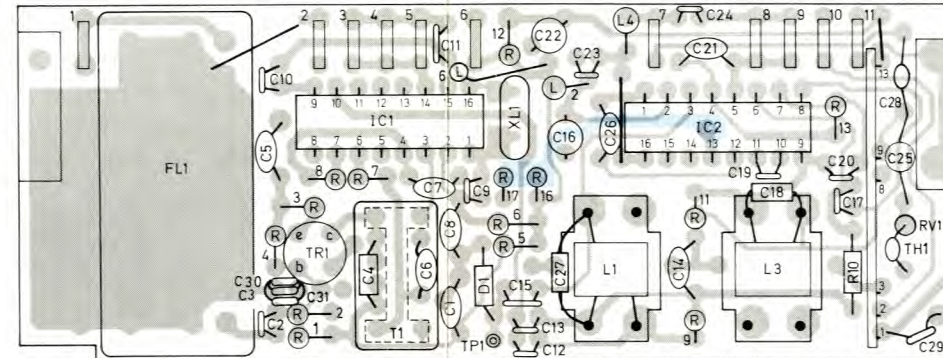 1 2 3 4 5 6 12 C22 L4 7 C24 8 9 10 11
C11 R C21
C10 6 L C23 L 2 13
9 10 11 12 13 14 15 16 1 2 3 4 5 6 7 8 R 13 C28
IC1 XL1 C16 C26 IC2
8 7 6 5 4 3 2 1 16 15 14 13 12 11 10 9
C5 9 C25
FL1
8 R R 7 C7 C9 R 17 R 16 C19 C20 8
C18 C17
3 R 11 R
R e c C8 R 6 RV1
4 TR1 R 5 TH1
b C4 C6 D1 C27 L1 C14 L3 R10
C30
C3 C31 C1 C15 3
R 2 2
C2 R 1 T1 C13 R 9 1
TP1 C12 C29